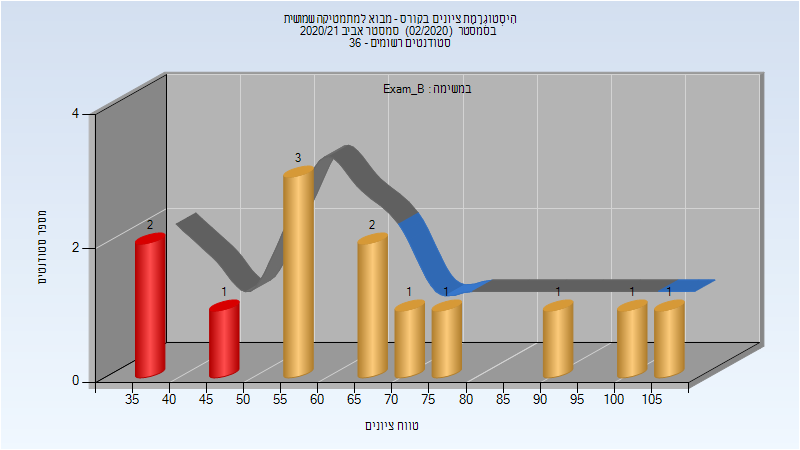 היסטוגרמת ציונים בקורס - מבוא למתמטיקה שמושית
בסמסטר (02/2020) סמסטר אביב 2020/21
סטודנטים רשומים - 36
במשימה : Exam_B
מספר סטודנטים
4
2
0
2
1
3
2
1
1
1
1
1
35 40 45 50 55 60 65 70 75 80 85 90 95 100 105
טווח ציונים